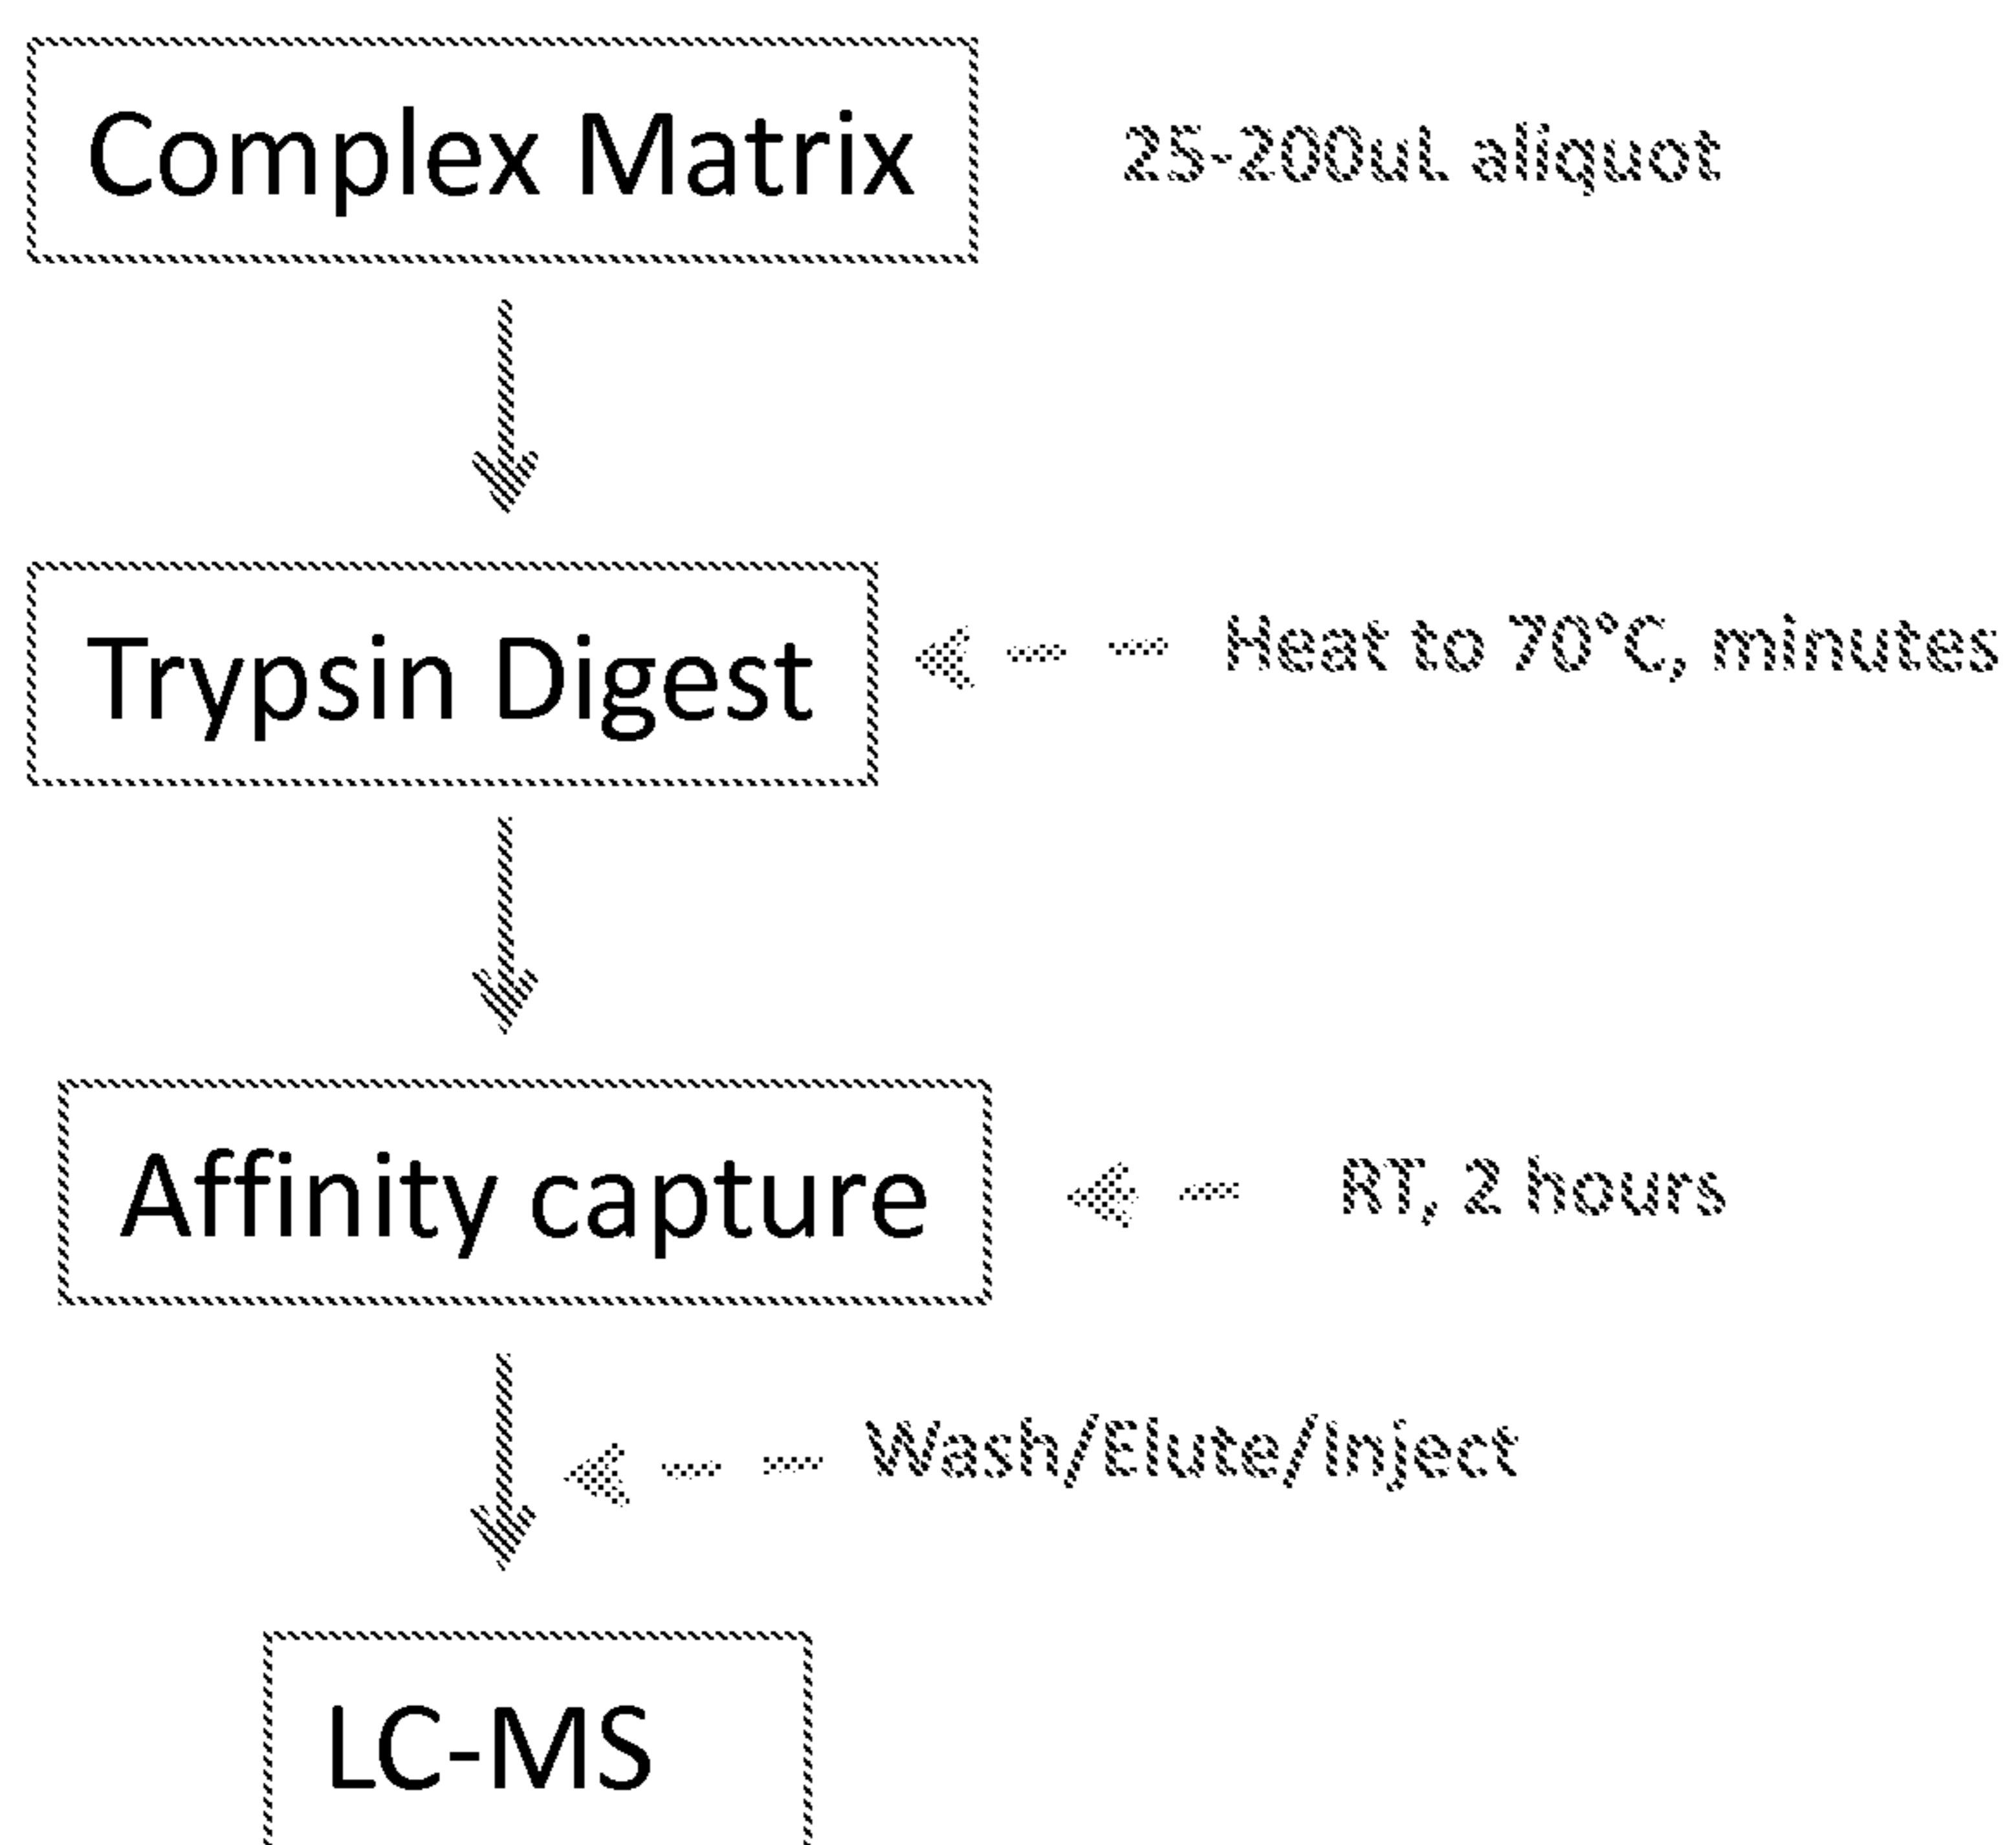 Complex Matrix
25-200uL aliquot
Trypsin Digest
Heat to 70°C, minutes
Affinity capture
RT, 2 hours
Wash/Elute/Inject
LC-MS